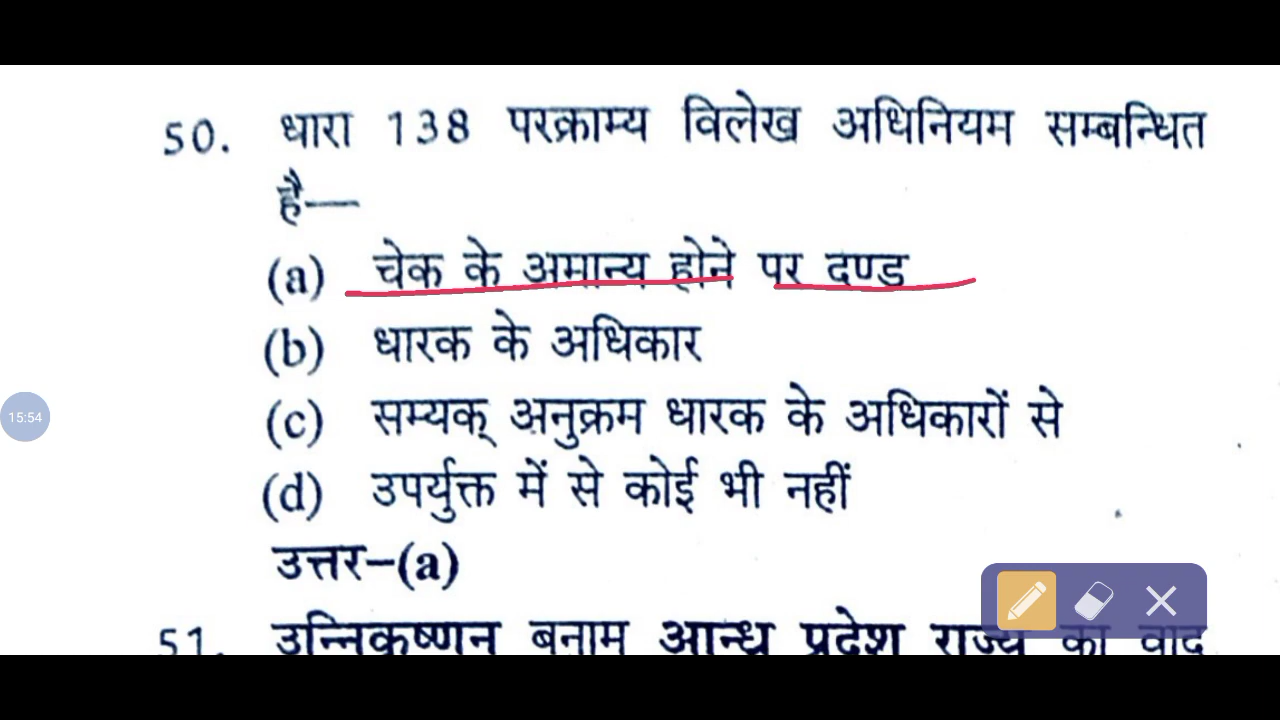 50. धारा 138 परक्राम्य विलेख अधिनियम सम्बन्धित
है—
(a) चेक के अमान्य होने पर दण्ड
(b) धारक के अधिकार
(c) सम्यक् अनुक्रम धारक के अधिकारों से
(d) उपर्युक्त में से कोई भी नहीं
उत्तर–(a)
15:54
51. उन्निकृष्णन बनाम आन्ध्र प्रदेश राज्य का वाद